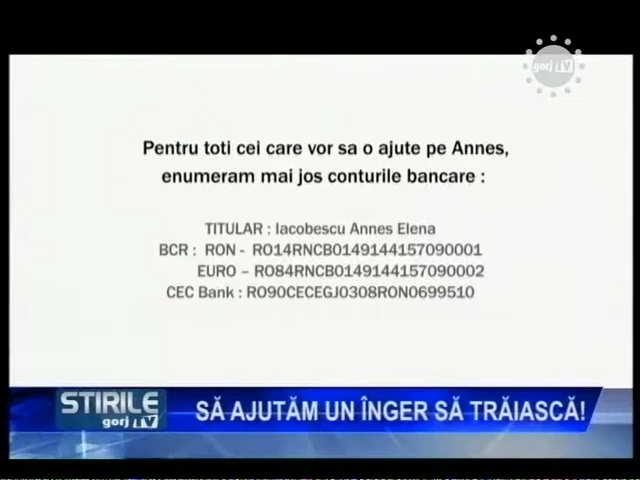 gorj TV
Pentru toti cei care vor sa o ajute pe Annes,
enumeram mai jos conturile bancare :
TITULAR : Iacobescu Annes Elena
BCR : RON - RO14RNCB0149144157090001
EURO – RO84RNCB0149144157090002
CEC Bank : RO90CECEGJ0308RON0699510
STIRILE
gorj TV
SĂ AJUTĂM UN ÎNGER SĂ TRĂIASCĂ!